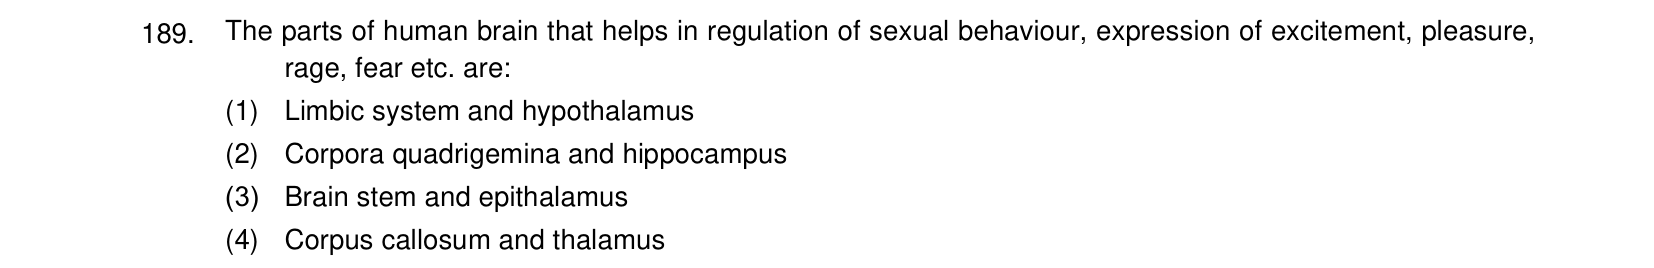 189. The parts of human brain that helps in regulation of sexual behaviour, expression of excitement, pleasure,
rage, fear etc. are:
(1) Limbic system and hypothalamus
(2) Corpora quadrigemina and hippocampus
(3) Brain stem and epithalamus
(4) Corpus callosum and thalamus